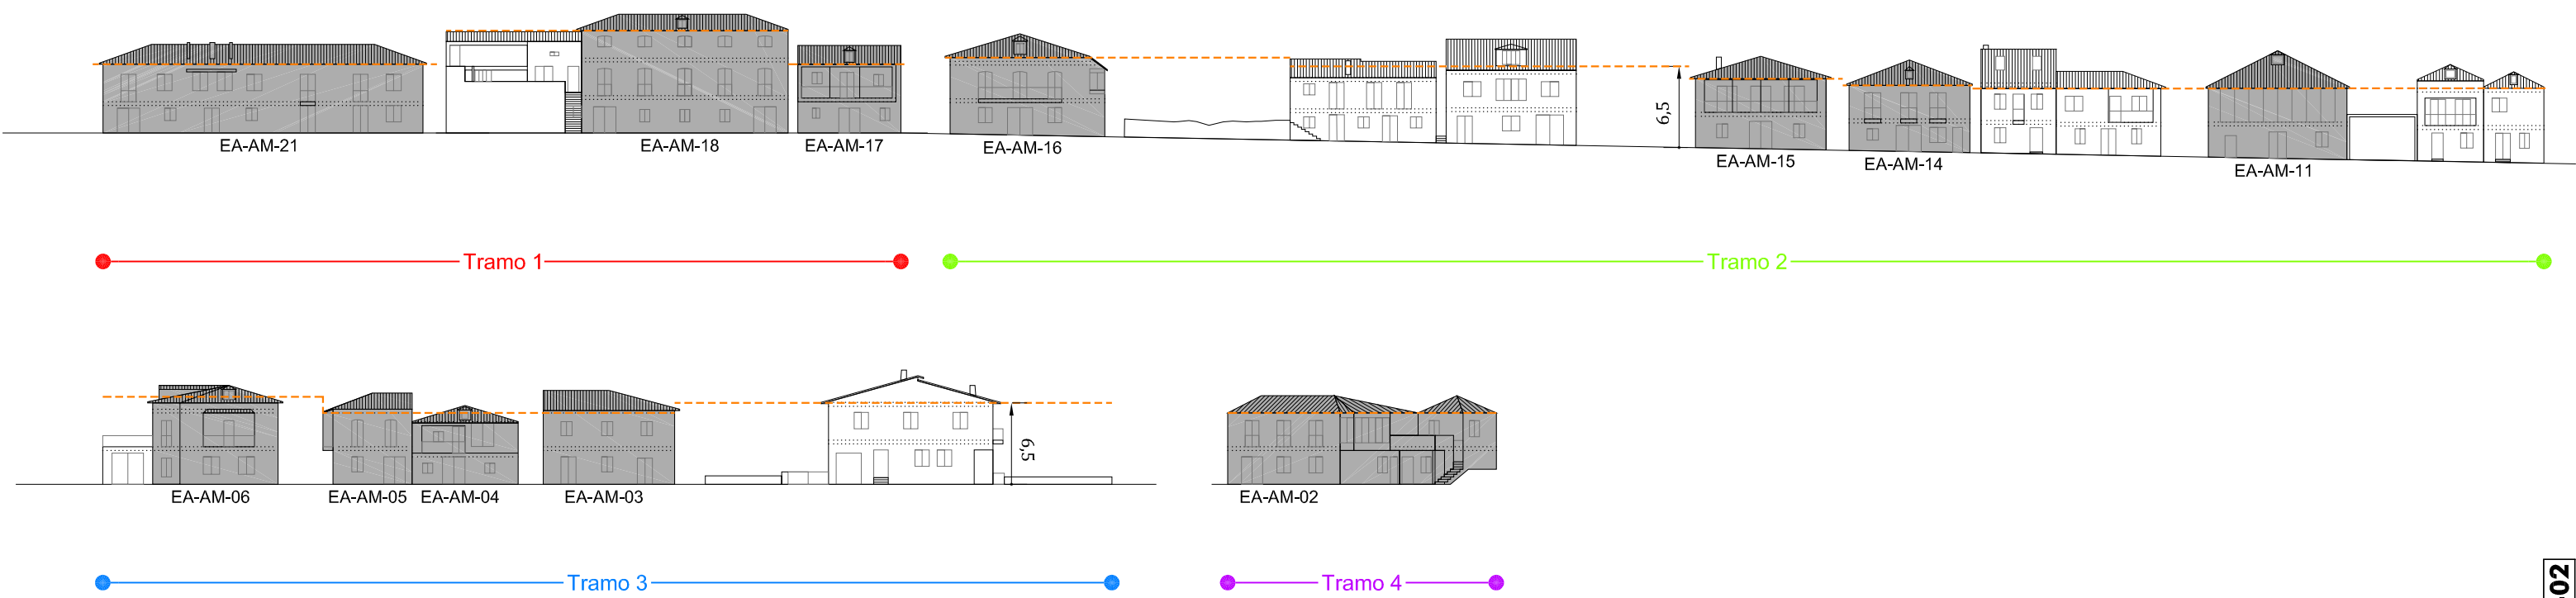 6,5
EA-AM-21
EA-AM-18
EA-AM-17
EA-AM-16
EA-AM-15
EA-AM-14
EA-AM-11
Tramo 1
Tramo 2
6,5
EA-AM-06
EA-AM-05
EA-AM-04
EA-AM-03
EA-AM-02
Tramo 3
Tramo 4
02